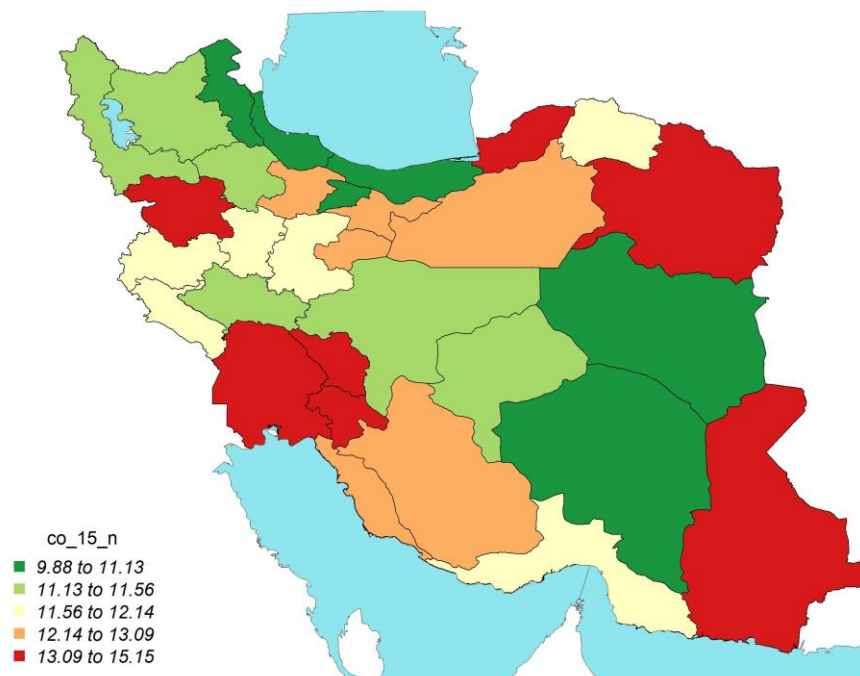 co_15_n
9.88 to 11.13
11.13 to 11.56
11.56 to 12.14
12.14 to 13.09
13.09 to 15.15